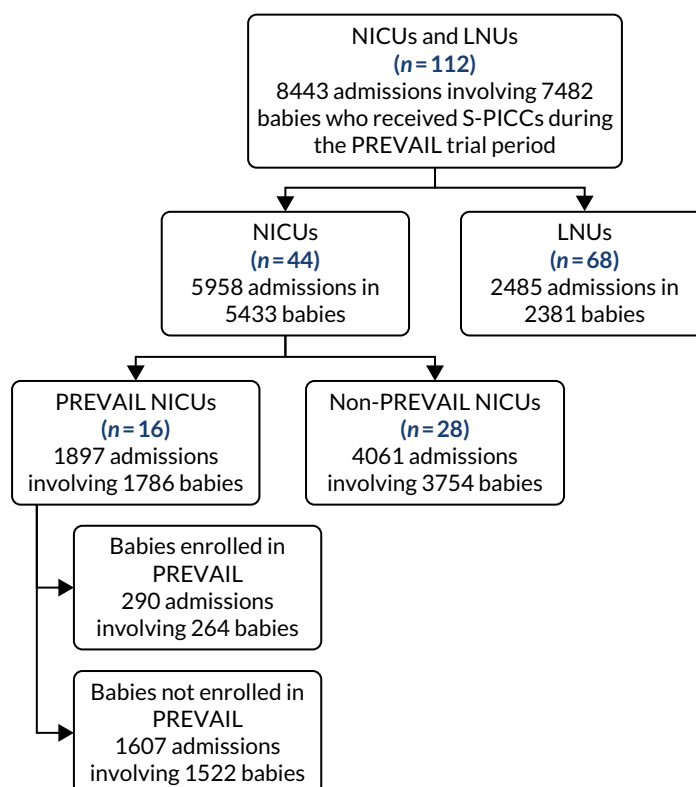 NICUs and LNUs
(n = 112)
8443 admissions involving 7482
babies who received S-PICCs during
the PREVAIL trial period
NICUs
(n = 44)
5958 admissions in
5433 babies
LNUs
(n = 68)
2485 admissions in
2381 babies
PREVAIL NICUs
(n = 16)
1897 admissions
involving 1786 babies
Non-PREVAIL NICUs
(n = 28)
4061 admissions
involving 3754 babies
Babies enrolled in
PREVAIL
290 admissions
involving 264 babies
Babies not enrolled in
PREVAIL
1607 admissions
involving 1522 babies